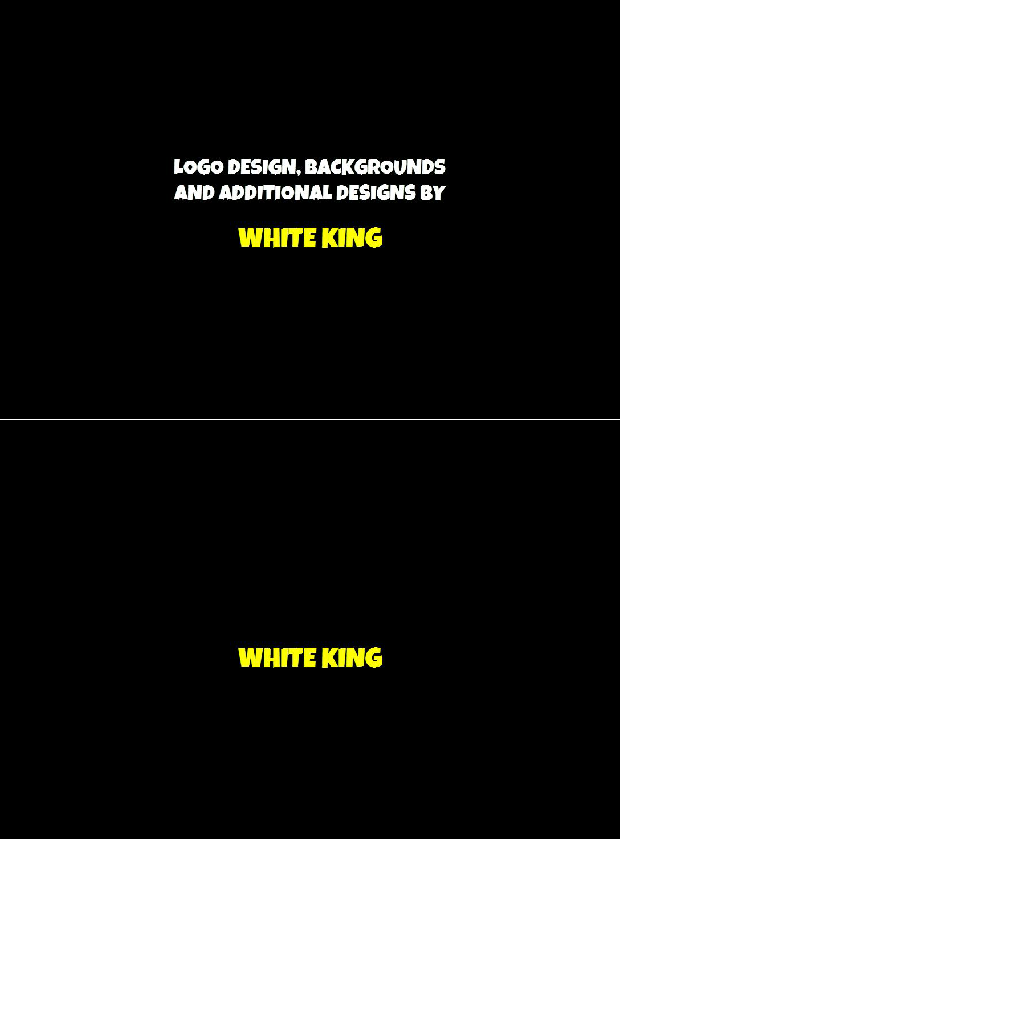 LOGO DESIGN, BACKGROUNDS
AND ADDITIONAL DESIGNS BY
WHITE KING
WHITE KING